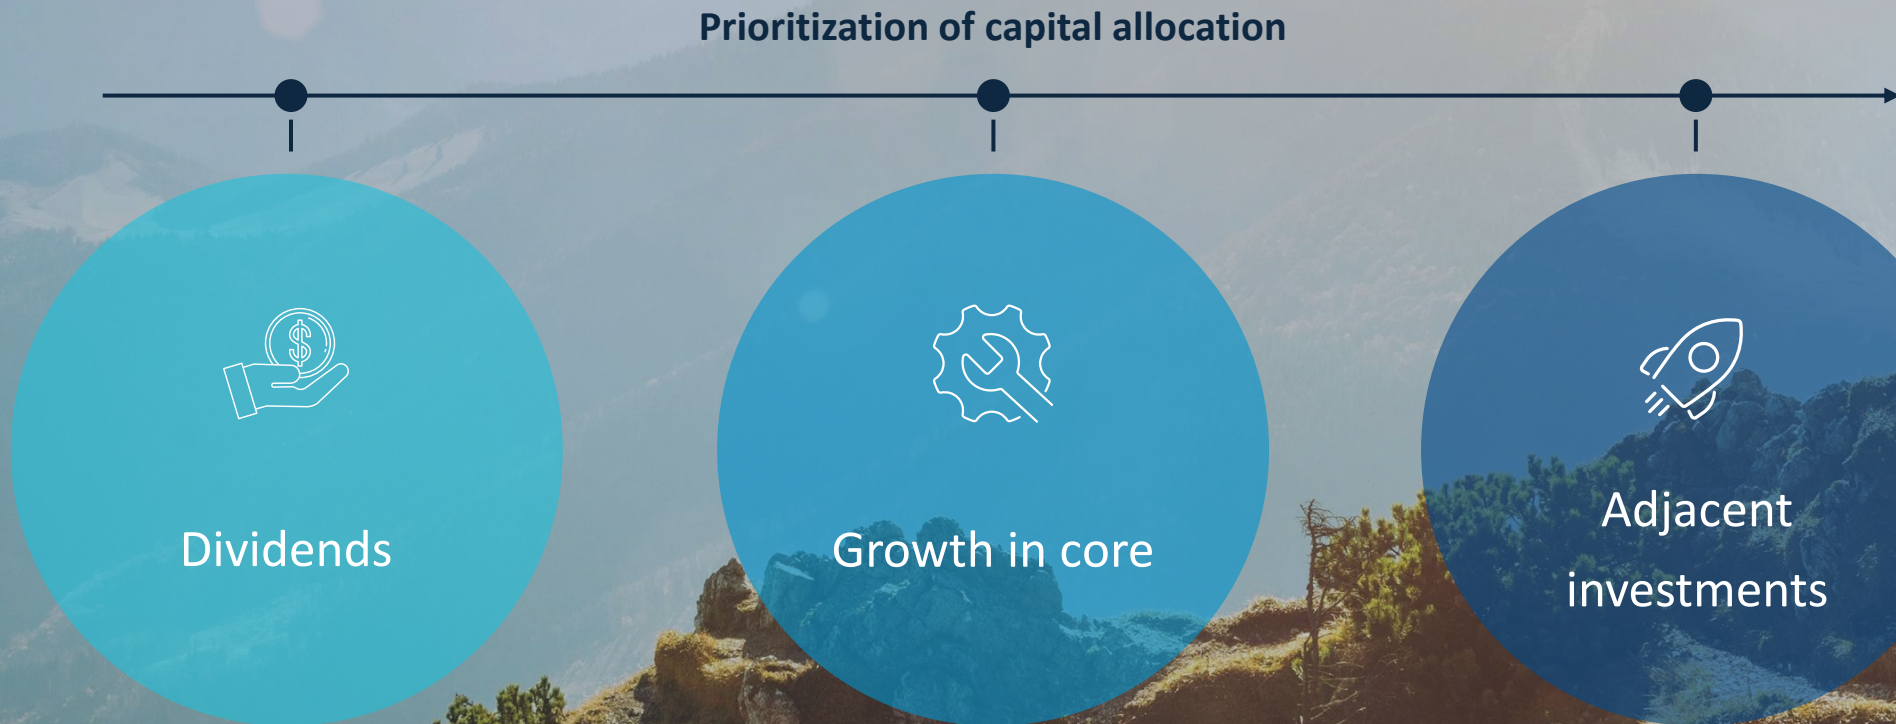 Prioritization of capital allocation
$
Dividends
Growth in core
Adjacent
investments